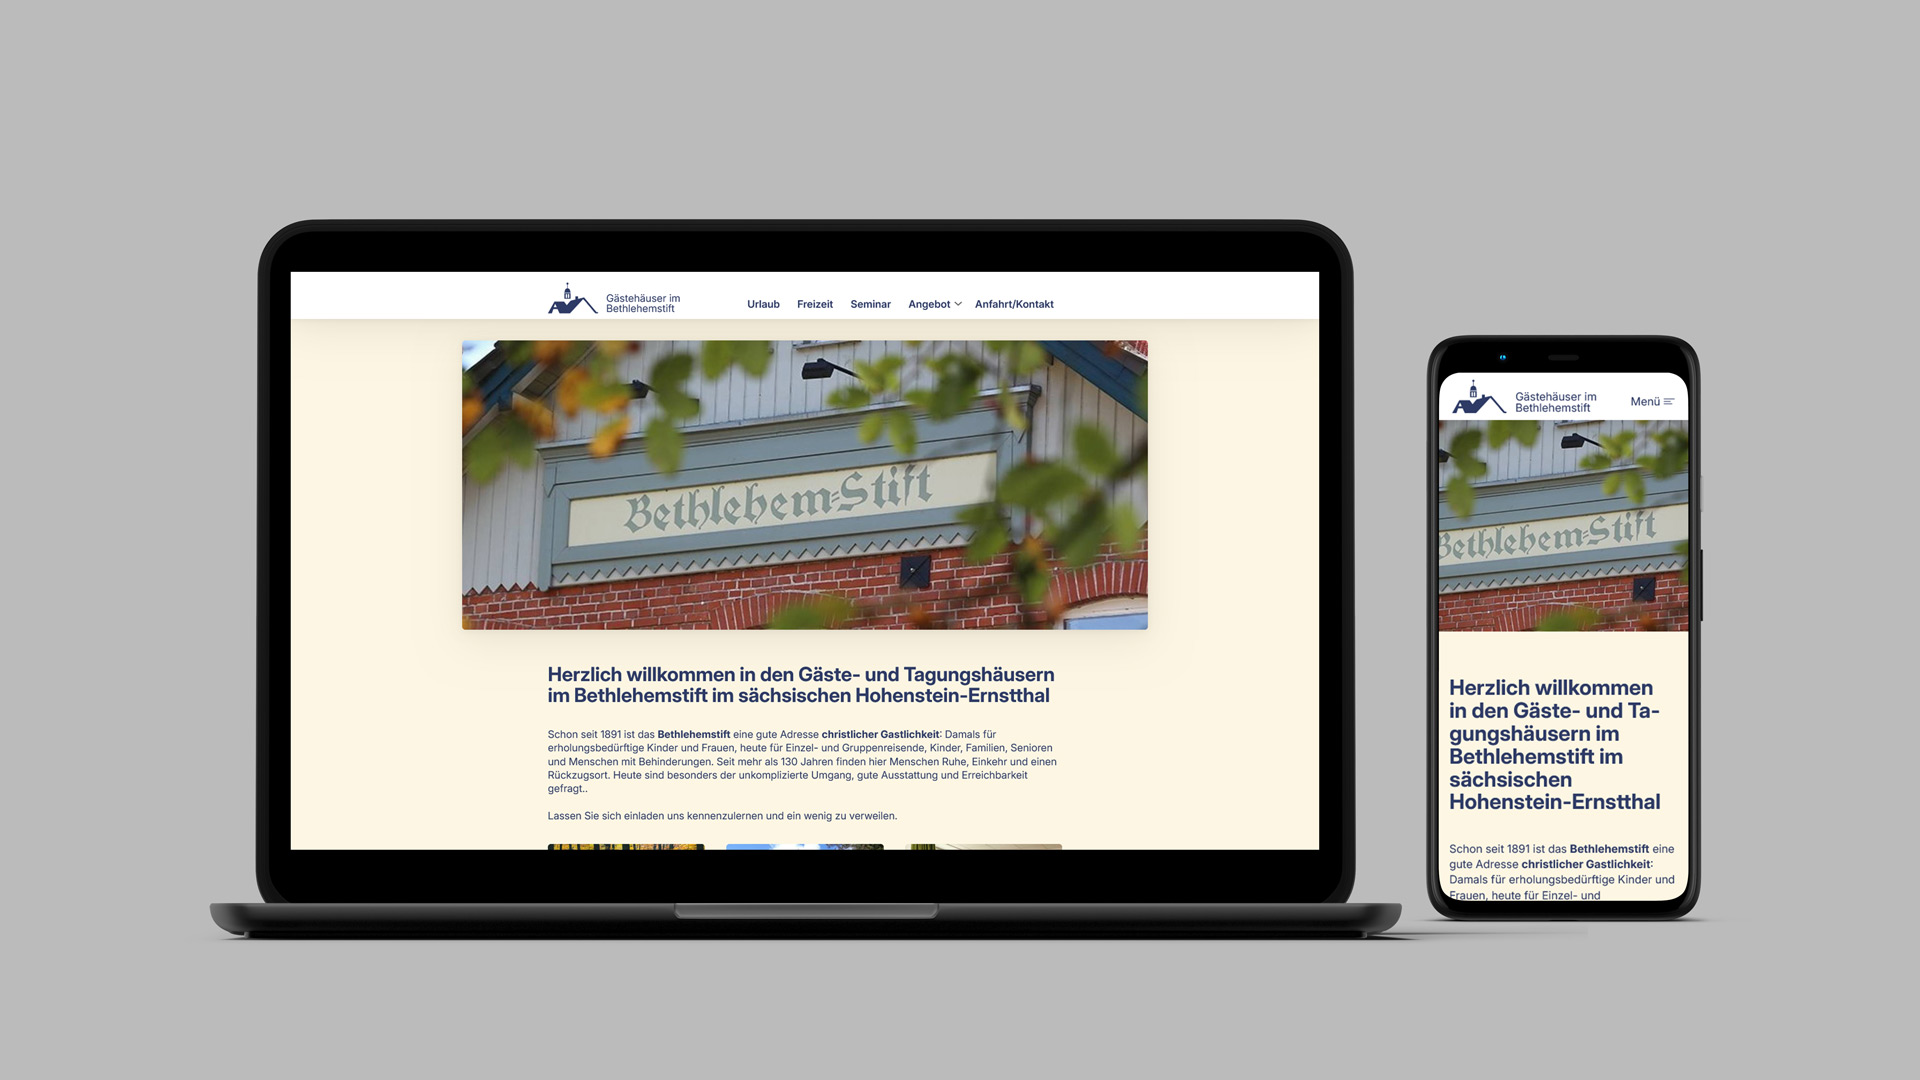 Gästehäuser im
Bethlehemstift
Urlaub Freizeit Seminar Angebot Anfahrt/Kontakt
Bethlehem=Stift
Herzlich willkommen in den Gäste- und Tagungshäusern
im Bethlehemstift im sächsischen Hohenstein-Ernstthal
Schon seit 1891 ist das Bethlehemstift eine gute Adresse christlicher Gastlichkeit: Damals für
erholungsbedürftige Kinder und Frauen, heute für Einzel- und Gruppenreisende, Kinder, Familien, Senioren
und Menschen mit Behinderungen. Seit mehr als 130 Jahren finden hier Menschen Ruhe, Einkehr und einen
Rückzugsort. Heute sind besonders der unkomplizierte Umgang, gute Ausstattung und Erreichbarkeit
gefragt..
Lassen Sie sich einladen uns kennenzulernen und ein wenig zu verweilen.
Gästehäuser im
Bethlehemstift
Menü
Bethlehem=Stift
Herzlich willkommen
in den Gäste- und Ta-
gungshäusern im
Bethlehemstift im
sächsischen
Hohenstein-Ernstthal
Schon seit 1891 ist das Bethlehemstift eine
gute Adresse christlicher Gastlichkeit:
Damals für erholungsbedürftige Kinder und
Frauen, heute für Einzel- und